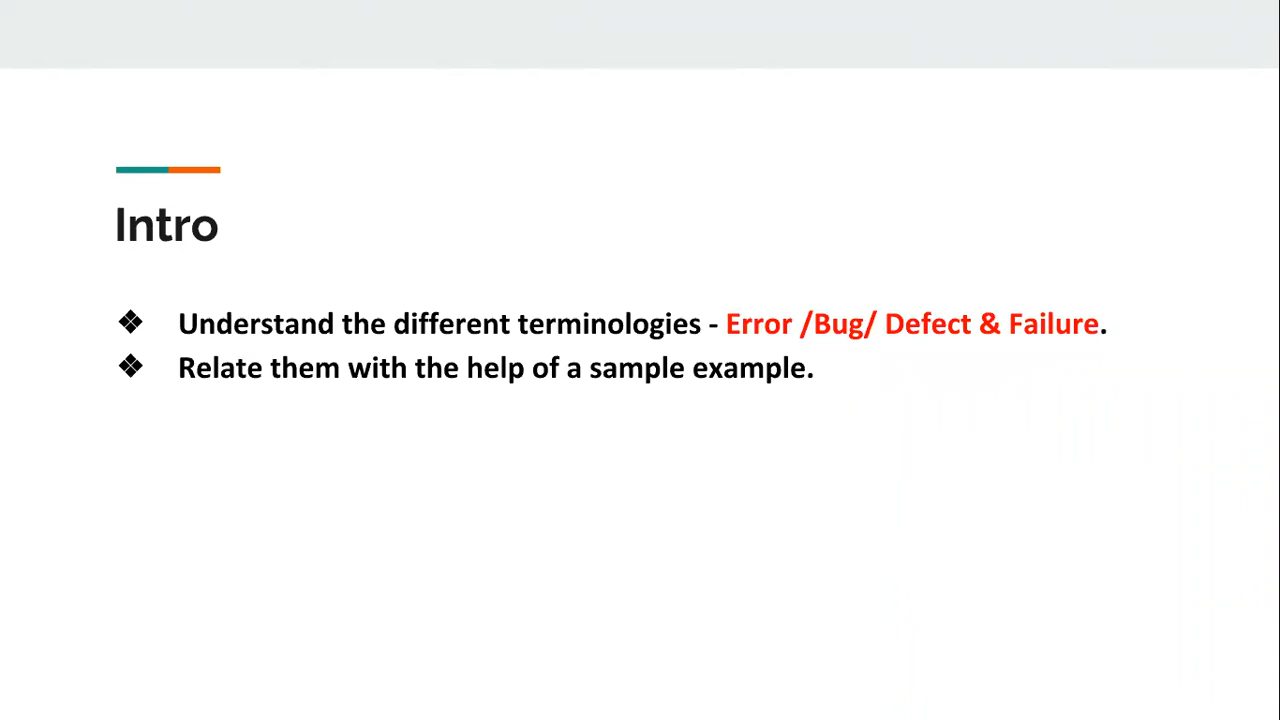 Intro
❖ Understand the different terminologies - Error /Bug/ Defect & Failure.
❖ Relate them with the help of a sample example.